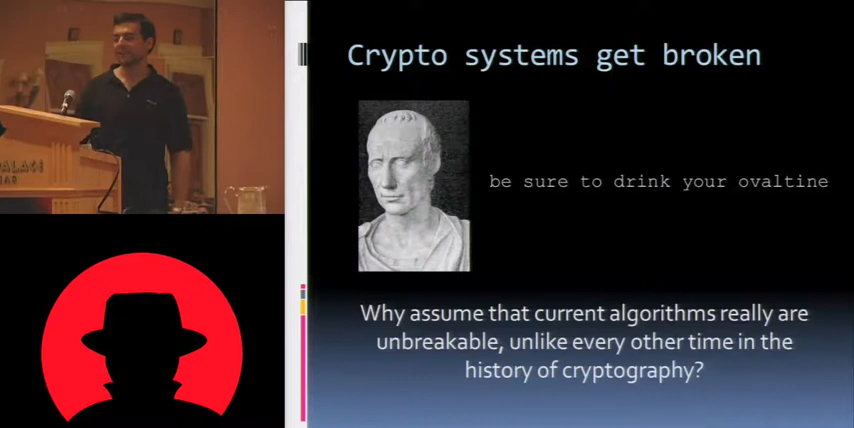 Crypto systems get broken
be sure to drink your ovaltine
Why assume that current algorithms really are
unbreakable, unlike every other time in the
history of cryptography?